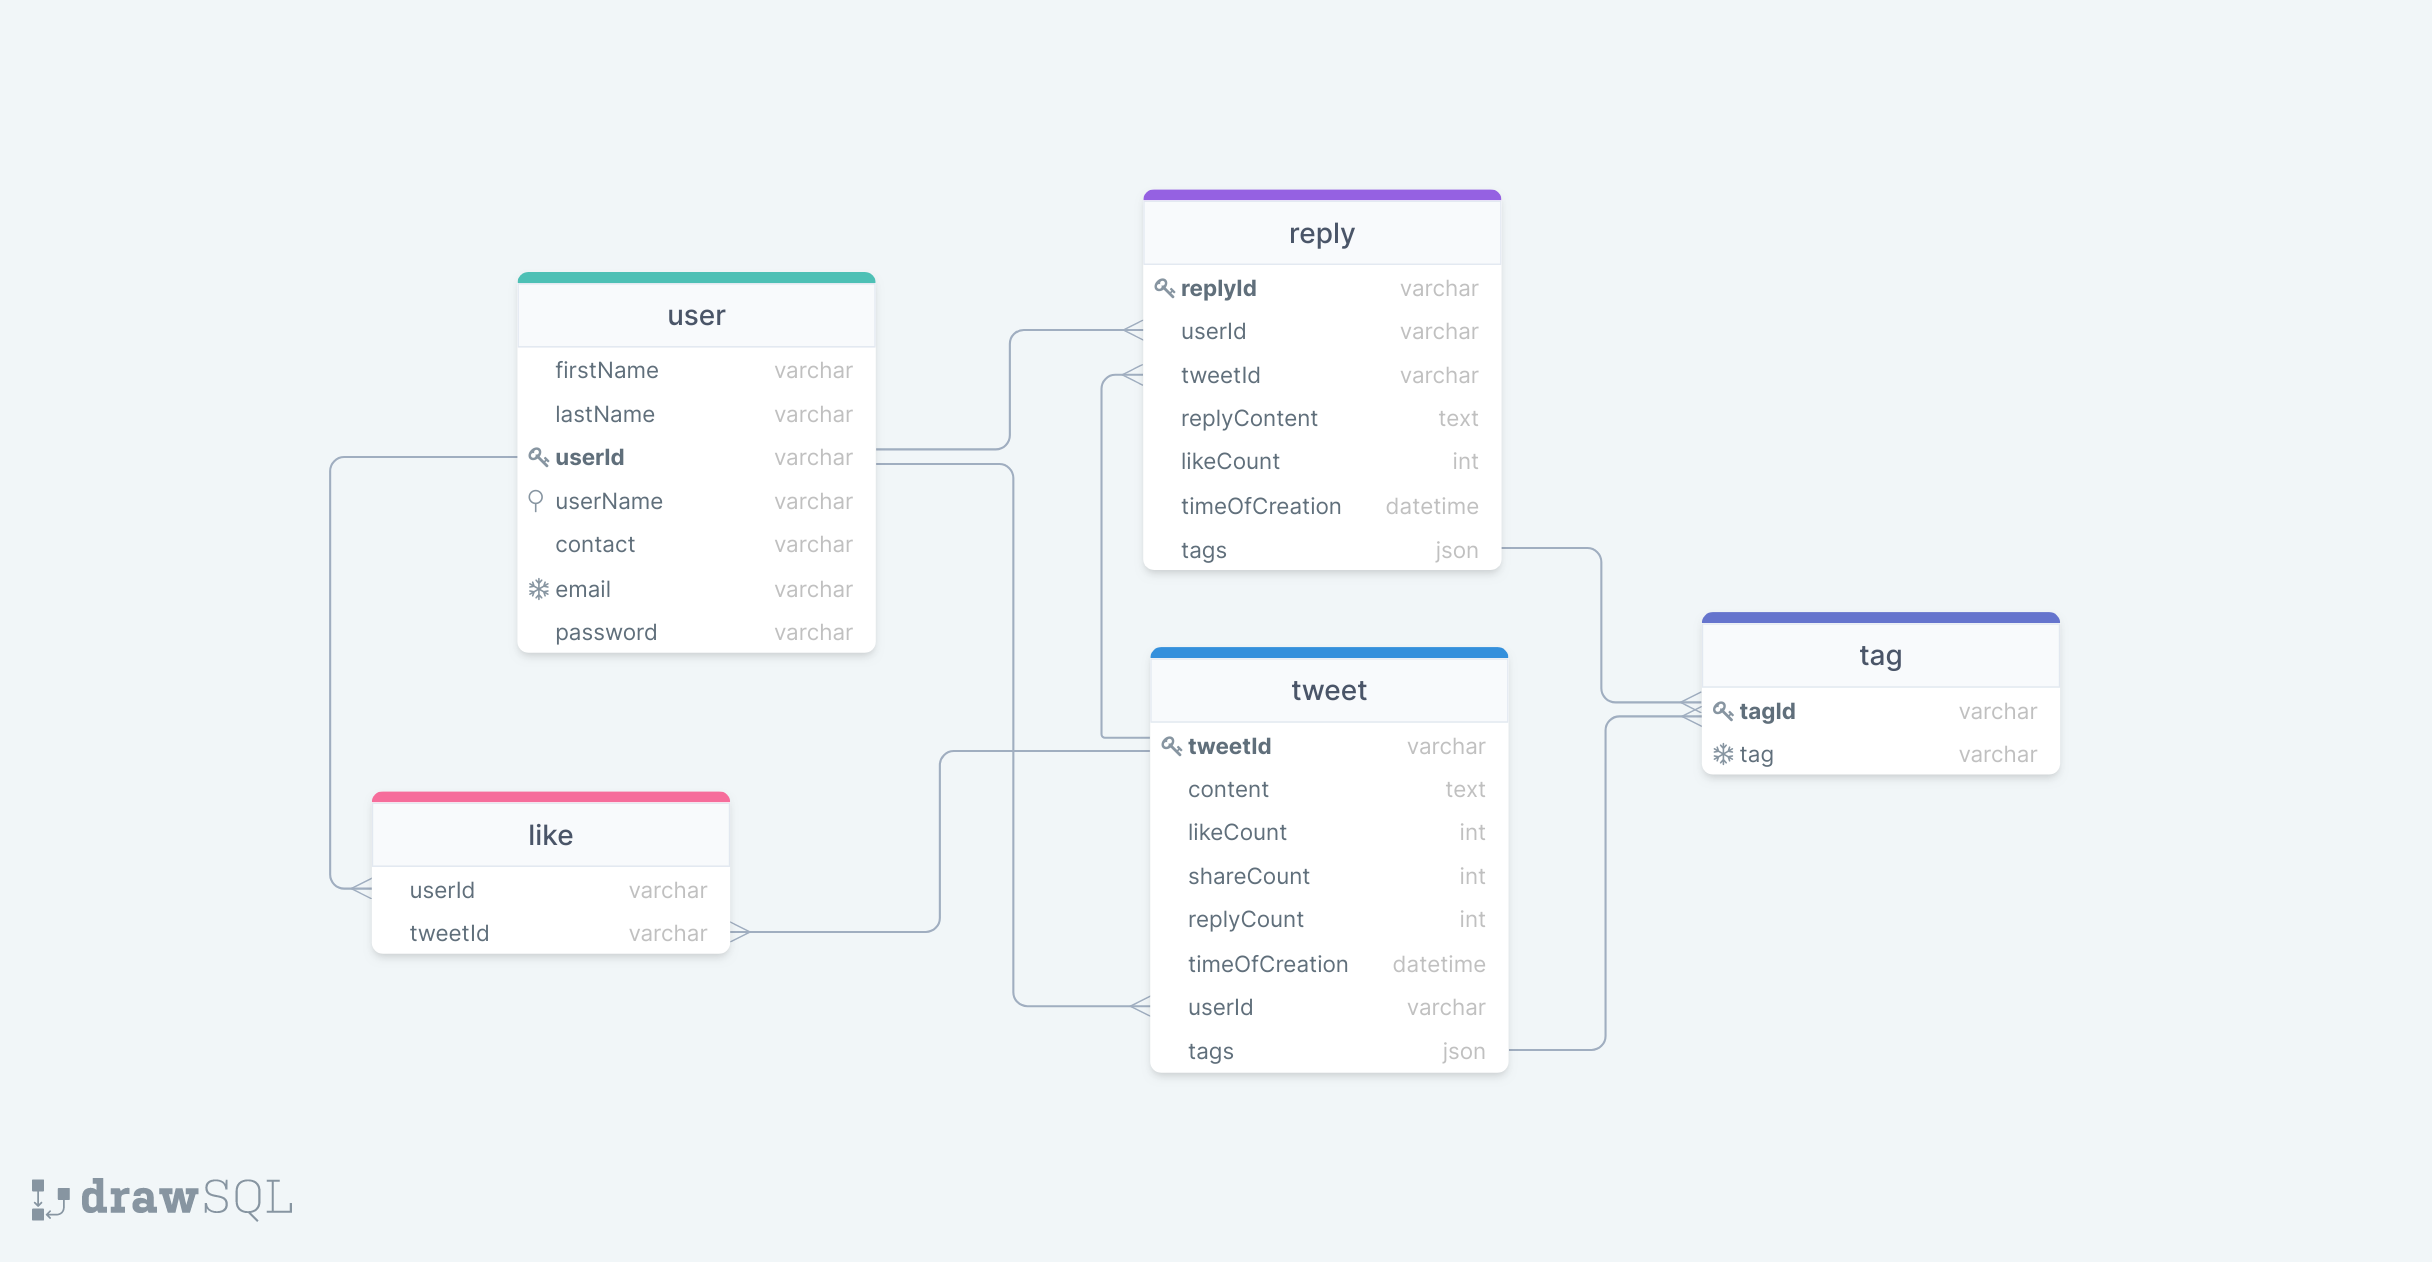 user
firstName varchar
lastName varchar
userId varchar
userName varchar
contact varchar
email varchar
password varchar
reply
replyId varchar
userId varchar
tweetId varchar
replyContent text
likeCount int
timeOfCreation datetime
tags json
tweet
tweetId varchar
content text
likeCount int
shareCount int
replyCount int
timeOfCreation datetime
userId varchar
tags json
tag
tagId varchar
tag varchar
like
userId varchar
tweetId varchar
drawSQL